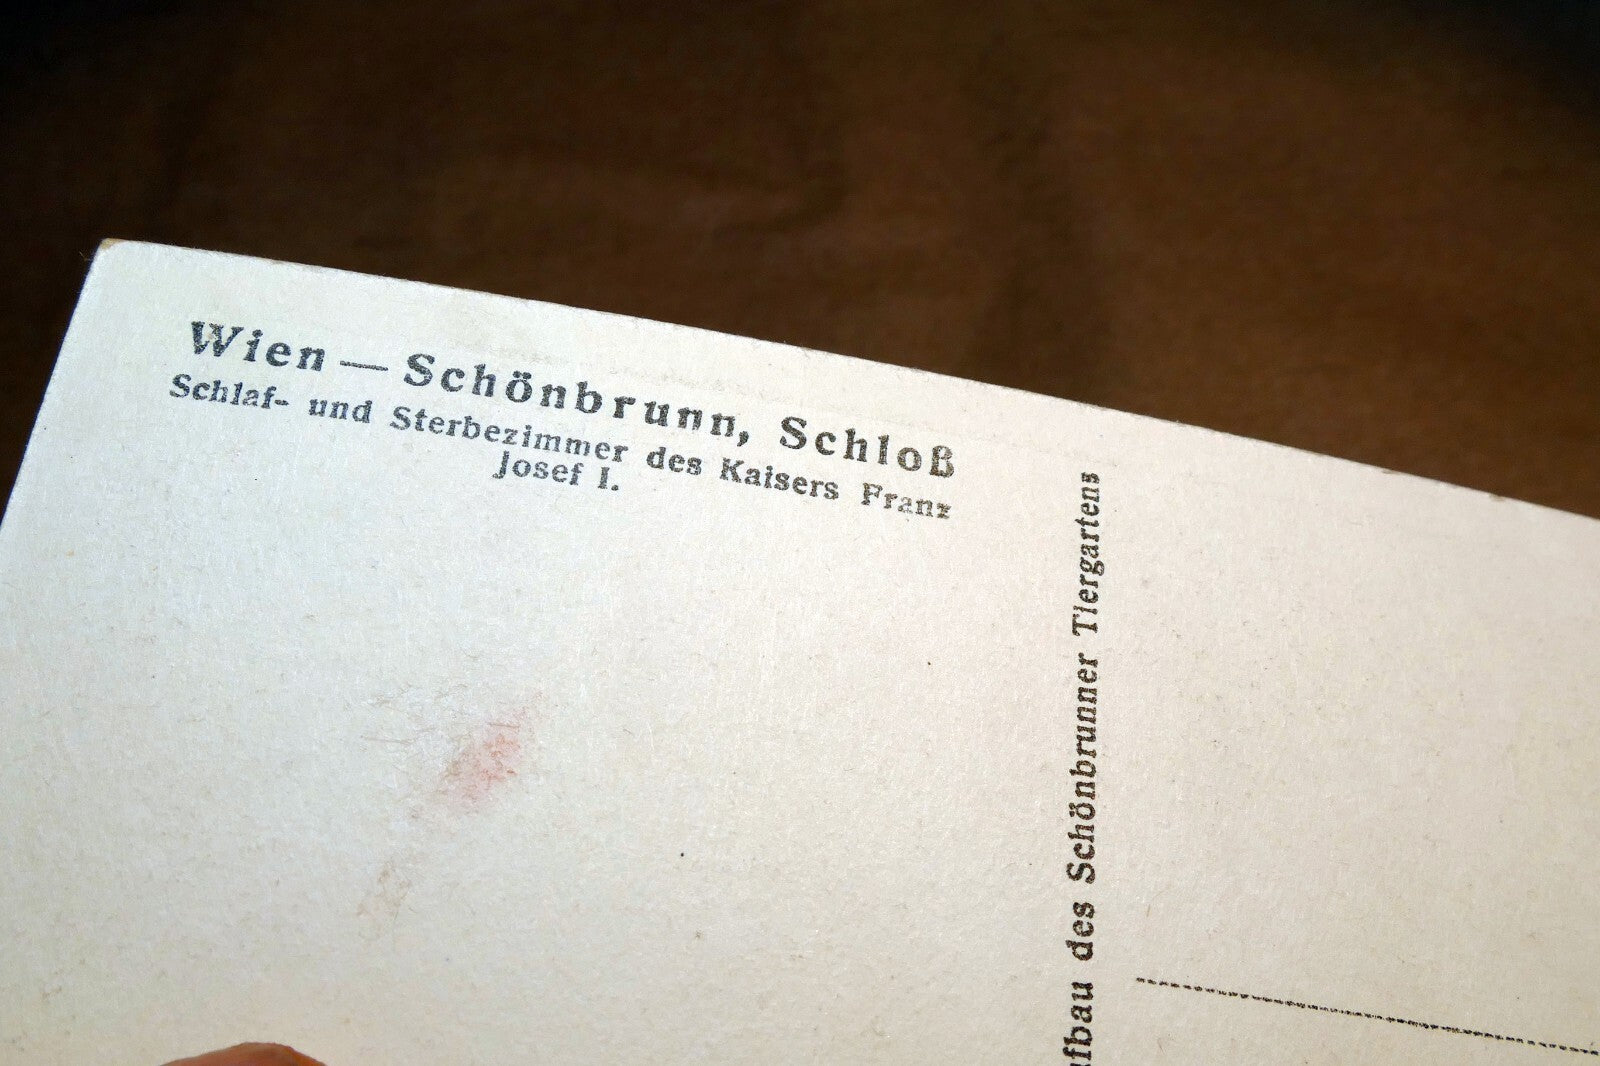 Wien — Schönbrunn, Schloß
Schlaf- und Sterbezimmer des Kaisers Franz
Josef I.
fbau des Schönbrunner Tiergartens